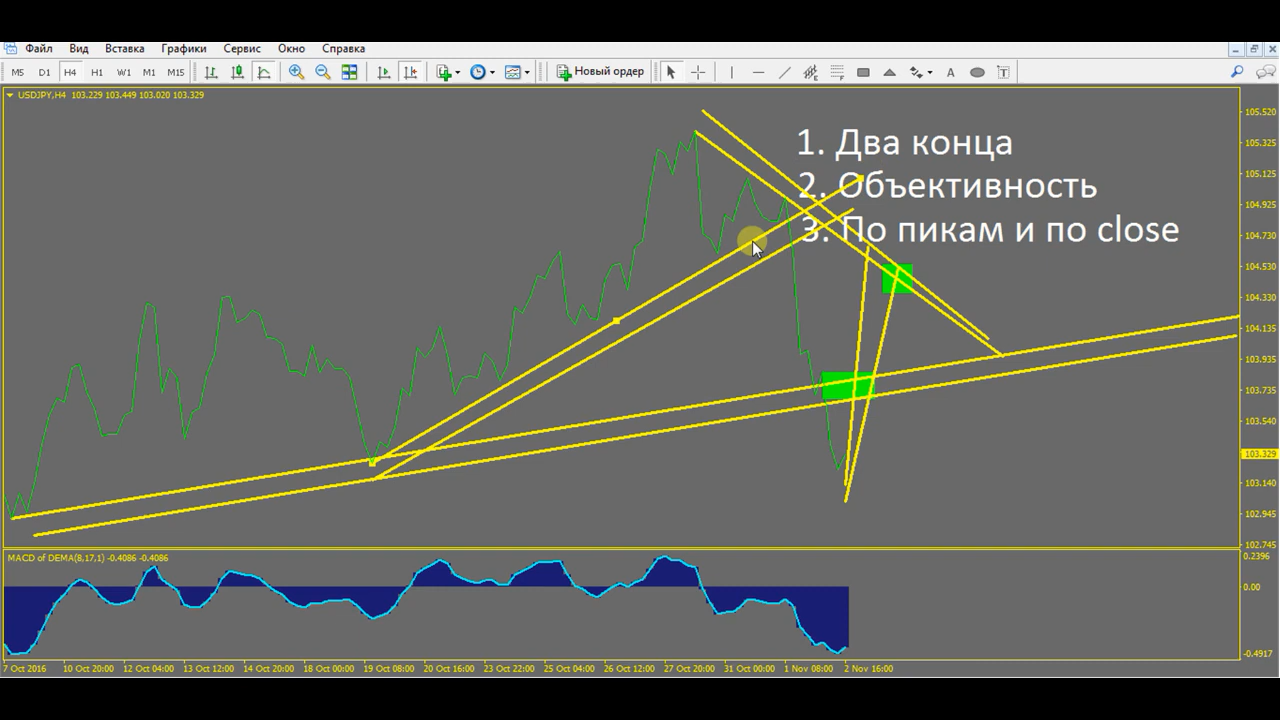 Файл Вид Вставка Графики Сервис Окно Справка
M5 D1 H4 H1 W1 M1 M15 Новый ордер A T
USDJPY,H4 103.229 103.449 103.020 103.329
1. Два конца
2. Объективность
3. По пикам и по close
105.520
105.325
105.125
104.925
104.730
104.530
104.330
104.135
103.935
103.735
103.540
103.329
103.140
102.945
102.745
MACD of DEMA(8,17,1) -0.4086 -0.4086
0.2396
0.00
-0.4917
7 Oct 2016 10 Oct 20:00 12 Oct 04:00 13 Oct 12:00 14 Oct 20:00 18 Oct 00:00 19 Oct 08:00 20 Oct 16:00 23 Oct 22:00 25 Oct 04:00 26 Oct 12:00 27 Oct 20:00 31 Oct 00:00 1 Nov 08:00 2 Nov 16:00